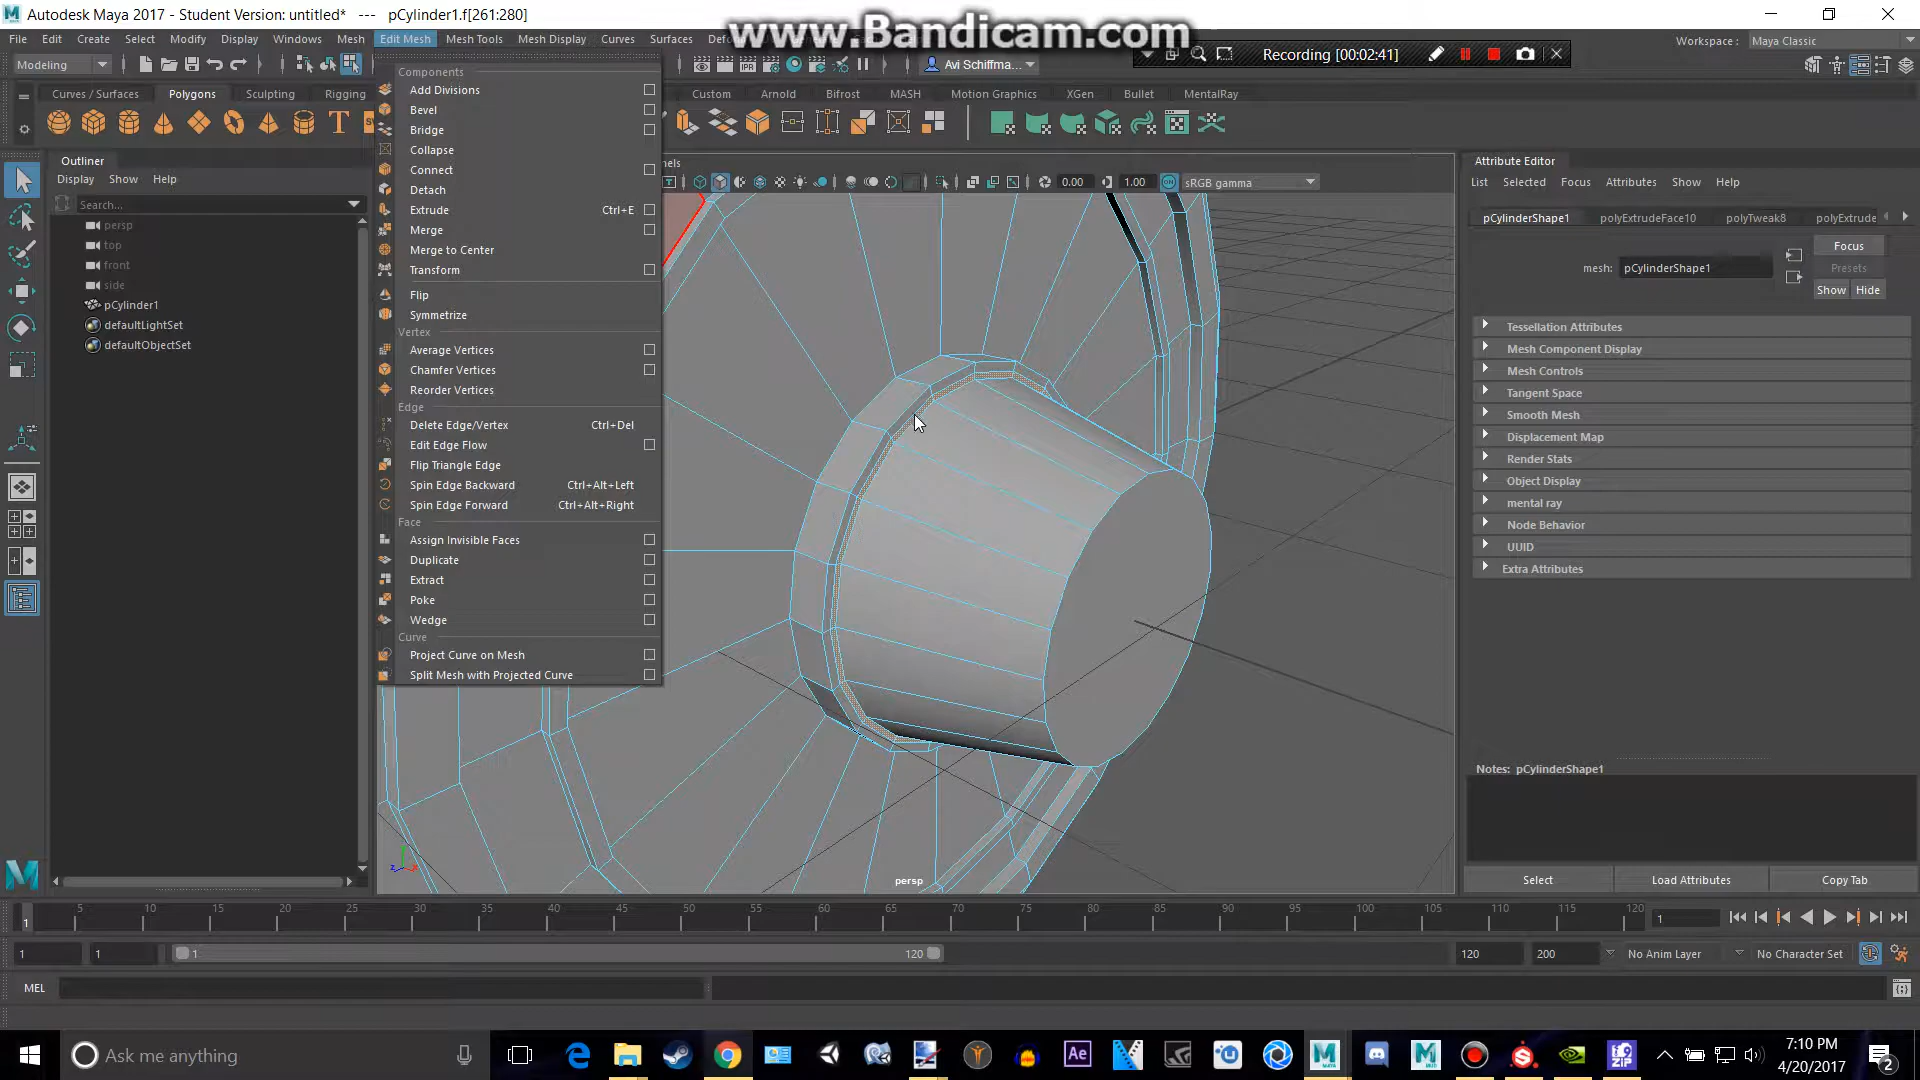 Autodesk Maya 2017 - Student Version: untitled*   ---   pCylinder1.f[261:280]
www.Bandicam.com
File Edit Create Select Modify Display Windows Mesh Edit Mesh Mesh Tools Mesh Display Curves Surfaces
Recording [00:02:41]
Workspace : Maya Classic
Modeling
Avi Schiffma...
Curves / Surfaces Polygons Sculpting Rigging Custom Arnold Bifrost MASH Motion Graphics XGen Bullet MentalRay
Outliner
Display Show Help
Search...
persp
top
front
side
pCylinder1
defaultLightSet
defaultObjectSet
Components
Add Divisions
Bevel
Bridge
Collapse
Connect
Detach
Extrude Ctrl+E
Merge
Merge to Center
Transform
Flip
Symmetrize
Vertex
Average Vertices
Chamfer Vertices
Reorder Vertices
Edge
Delete Edge/Vertex Ctrl+Del
Edit Edge Flow
Flip Triangle Edge
Spin Edge Backward Ctrl+Alt+Left
Spin Edge Forward Ctrl+Alt+Right
Face
Assign Invisible Faces
Duplicate
Extract
Poke
Wedge
Curve
Project Curve on Mesh
Split Mesh with Projected Curve
nels
0.00 1.00 ON sRGB gamma
persp
Attribute Editor
List Selected Focus Attributes Show Help
pCylinderShape1 polyExtrudeFace10 polyTweak8 polyExtrude
mesh: pCylinderShape1
Focus
Presets
Show Hide
Tessellation Attributes
Mesh Component Display
Mesh Controls
Tangent Space
Smooth Mesh
Displacement Map
Render Stats
Object Display
mental ray
Node Behavior
UUID
Extra Attributes
Notes: pCylinderShape1
Select Load Attributes Copy Tab
1 5 10 15 20 25 30 35 40 45 50 55 60 65 70 75 80 85 90 95 100 105 110 115 120 1
1 1 1 120 120 200 No Anim Layer No Character Set
MEL
Ask me anything
7:10 PM
4/20/2017